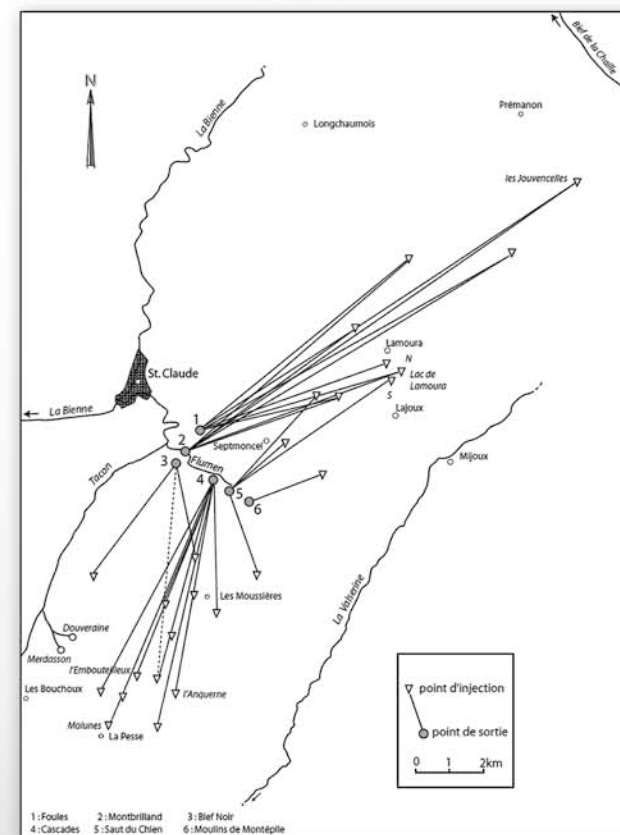 Bief de la Chaille
N
La Bienne
Longchaumois
Prémanon
les Jouvencelles
Lamoura
N
Lac de
Lamoura
S
Lajoux
St. Claude
La Bienne
1
2
Septmoncel
Flumen
3
4
5
6
Mijoux
Tacon
La Valserine
Les Moussières
Douveraine
Merdasson
l'Embouteilleux
Les Bouchoux
l'Anquerne
Molunes
La Pesse
point d'injection
point de sortie
0 1 2km
1 : Foules 2 : Montbrilland 3 : Bief Noir
4 : Cascades 5 : Saut du Chien 6 : Moulins de Montépile